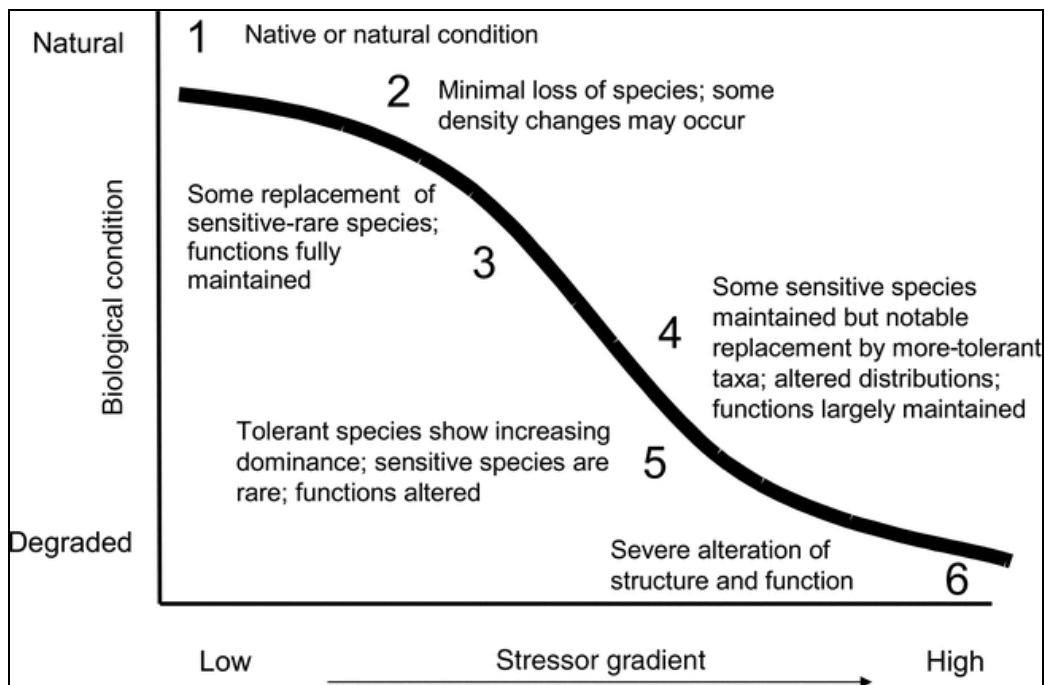 Natural
1
Native or natural condition
2
Minimal loss of species; some
density changes may occur
Some replacement of
sensitive-rare species;
functions fully
maintained
3
Biological condition
4
Some sensitive species
maintained but notable
replacement by more-tolerant
taxa; altered distributions;
functions largely maintained
Tolerant species show increasing
dominance; sensitive species are
rare; functions altered
5
Degraded
Severe alteration of
structure and function
6
Low
Stressor gradient
High